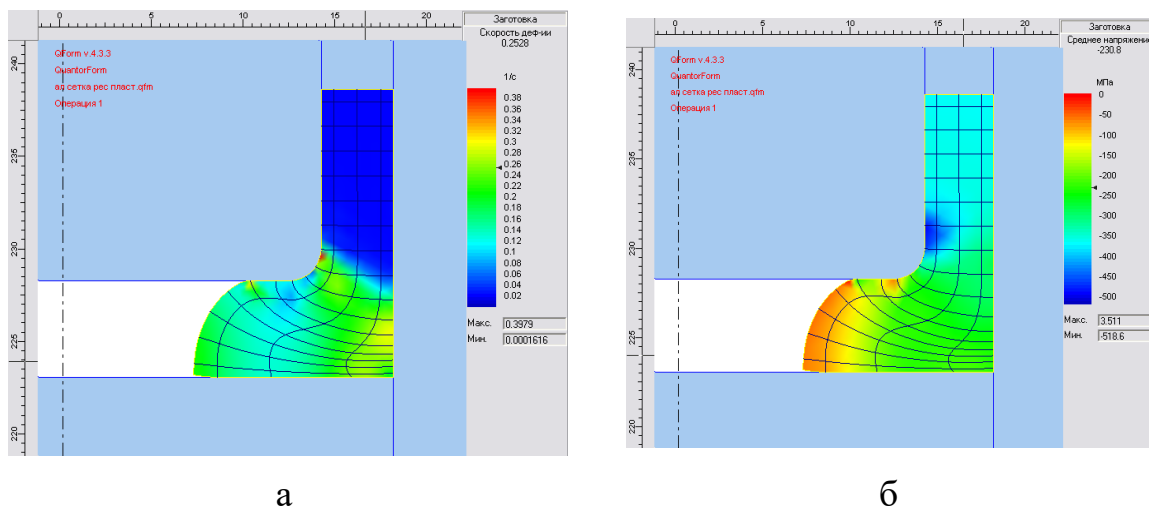 0 5 10 15 20
Заготовка
Скорость деф-ии
0.2528
240
235
230
225
220
QForm v.4.3.3
QuantorForm
ал сетка рес пласт.qfm
Операция 1
1/с
0.38
0.36
0.34
0.32
0.3
0.28
0.26
0.24
0.22
0.2
0.18
0.16
0.14
0.12
0.1
0.08
0.06
0.04
0.02
Макс. 0.3979
Мин. 0.0001616
а
0 5 10 15 20
Заготовка
Среднее напряжение
-230.8
240
235
230
225
220
QForm v.4.3.3
QuantorForm
ал сетка рес пласт.qfm
Операция 1
МПа
0
-50
-100
-150
-200
-250
-300
-350
-400
-450
-500
Макс. 3.511
Мин. -518.6
б